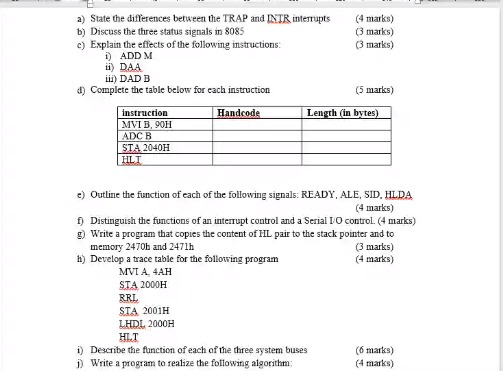 a) State the differences between the TRAP and INTR interrupts (4 marks)
b) Discuss the three status signals in 8085 (3 marks)
c) Explain the effects of the following instructions: (3 marks)
i) ADD M
ii) DAA
iii) DAD B
d) Complete the table below for each instruction (5 marks)
instruction Handcode Length (in bytes)
MVI B, 90H
ADC B
STA 2040H
HLT
e) Outline the function of each of the following signals: READY, ALE, SID, HLDA
(4 marks)
f) Distinguish the functions of an interrupt control and a Serial I/O control. (4 marks)
g) Write a program that copies the content of HL pair to the stack pointer and to
memory 2470h and 2471h (3 marks)
h) Develop a trace table for the following program (4 marks)
MVI A, 4AH
STA 2000H
RRL
STA 2001H
LHDL 2000H
HLT
i) Describe the function of each of the three system buses (6 marks)
j) Write a program to realize the following algorithm: (4 marks)